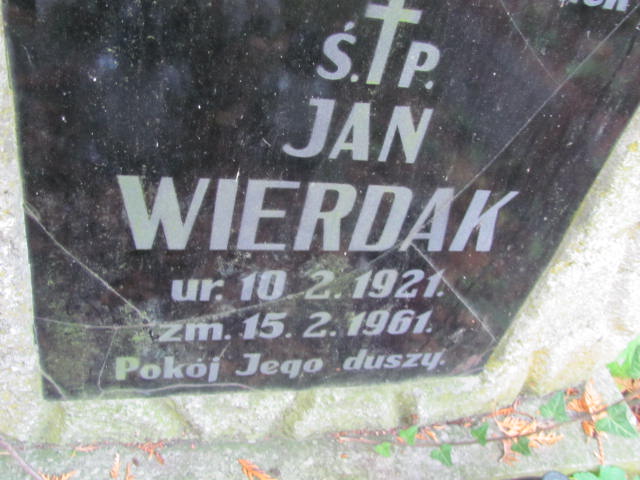 Ś. P.
JAN
WIERDAK
ur. 10 2. 1921.
zm. 15. 2. 1961.
Pokój Jego duszy.